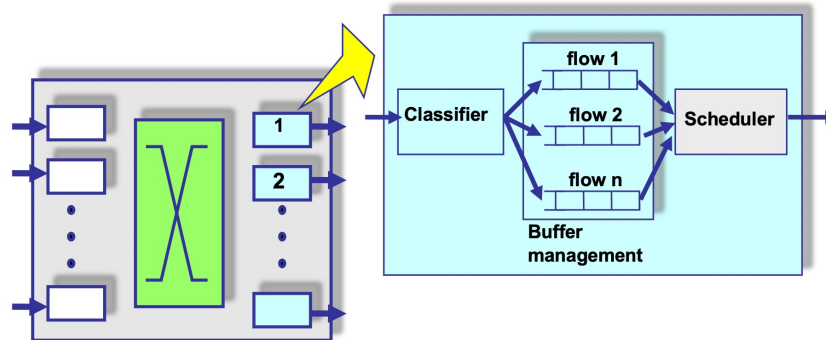 1
2
Classifier
flow 1
flow 2
flow n
Buffer
management
Scheduler